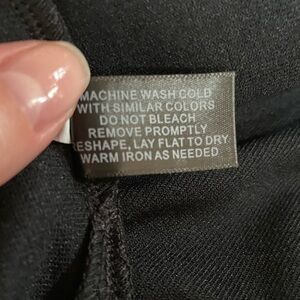 MACHINE WASH COLD
WITH SIMILAR COLORS
DO NOT BLEACH
REMOVE PROMPTLY
RESHAPE, LAY FLAT TO DRY
WARM IRON AS NEEDED